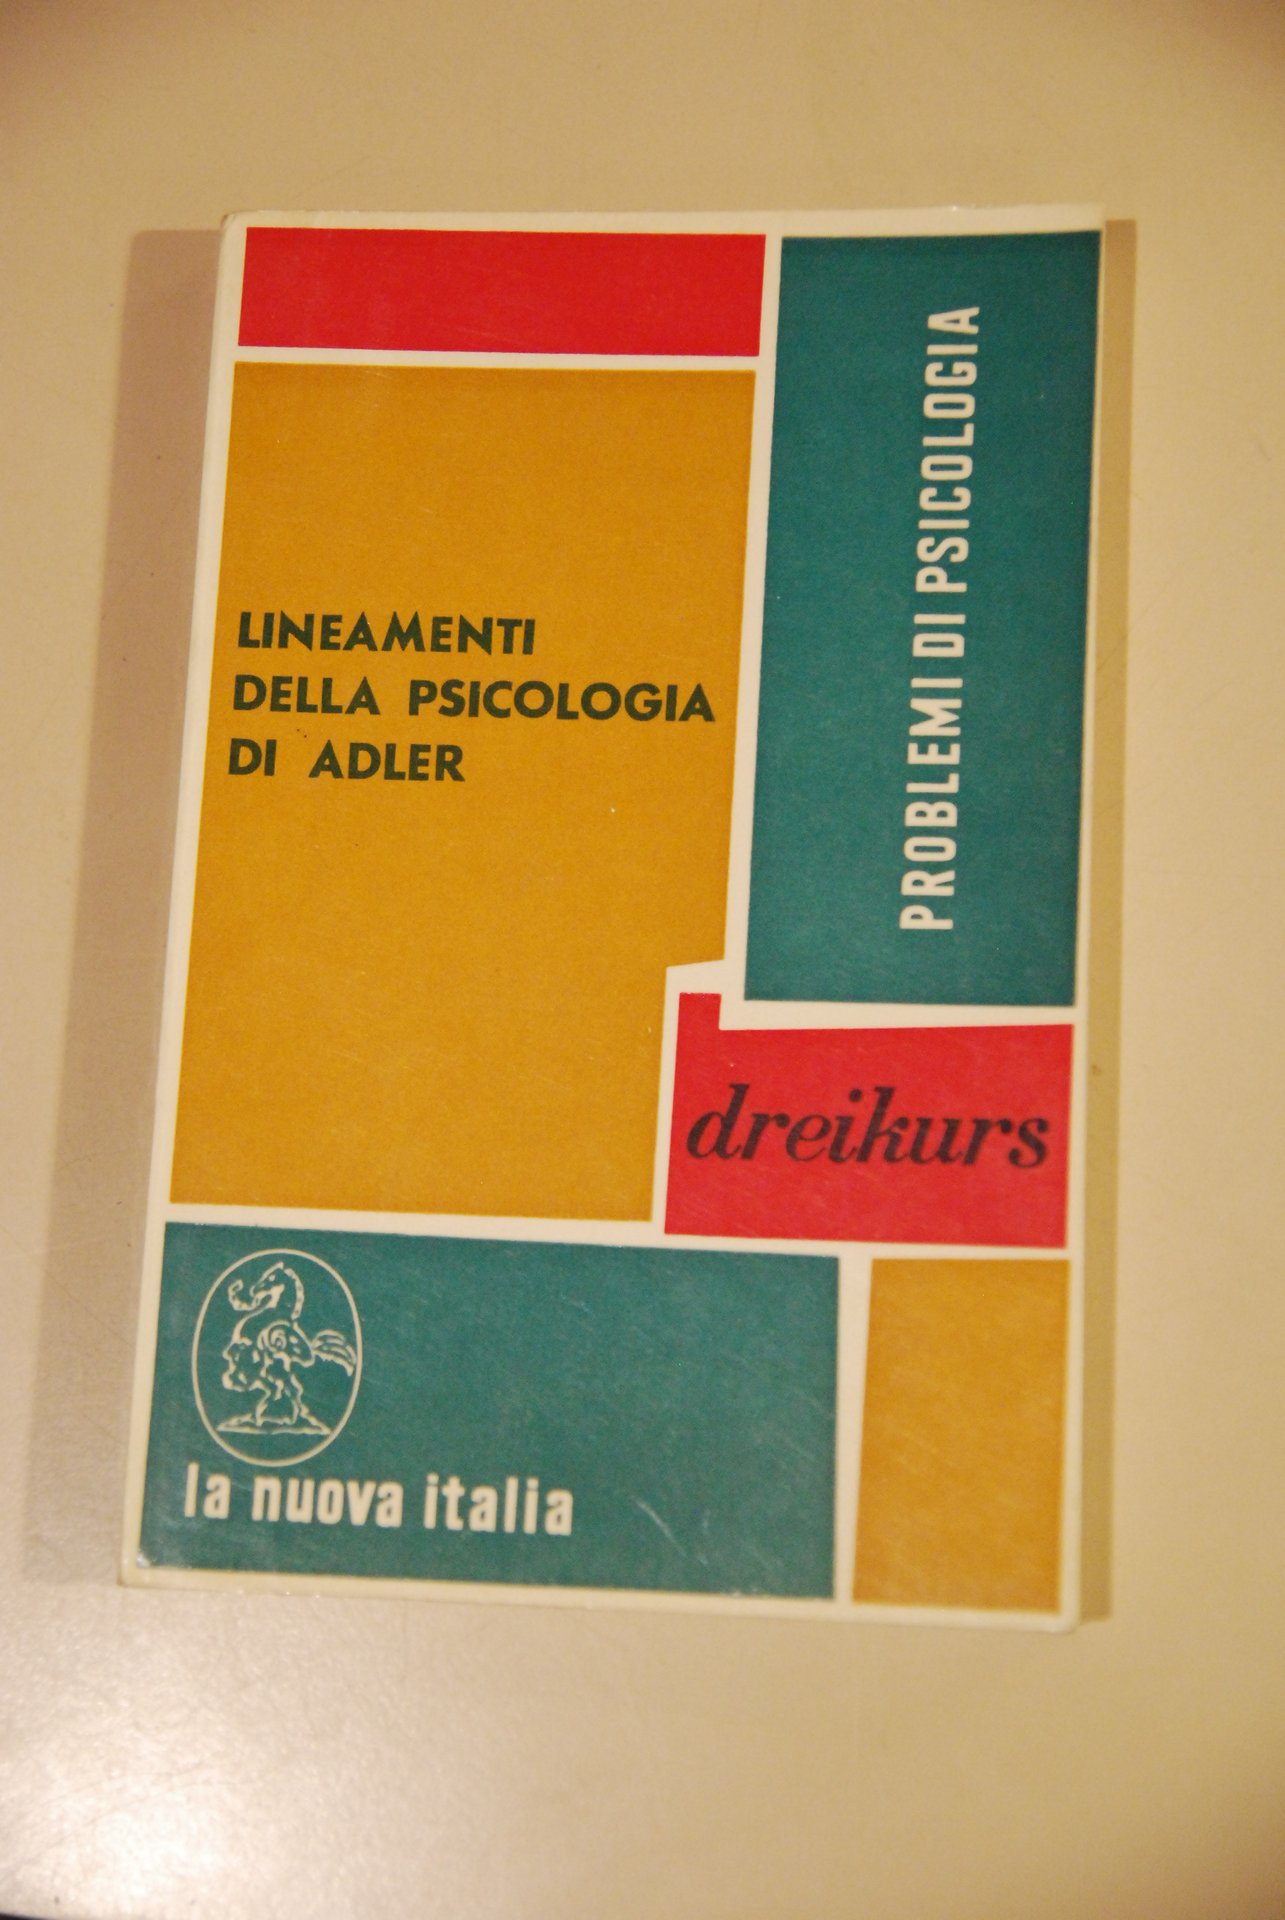 LINEAMENTI
DELLA PSICOLOGIA
DI ADLER
PROBLEMI DI PSICOLOGIA
dreikurs
la nuova italia